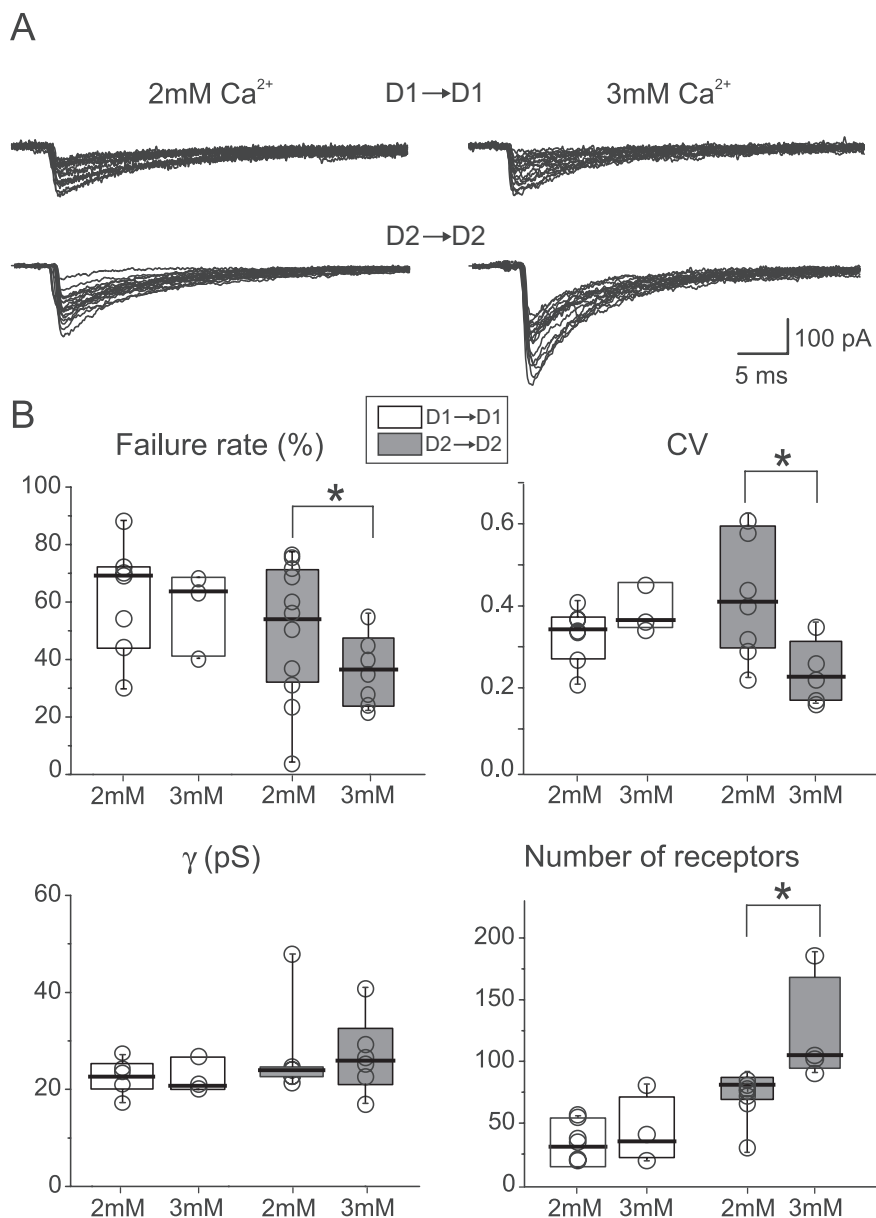 A
2mM Ca²⁺ D1→D1 3mM Ca²⁺
D2→D2
100 pA
5 ms
B
D1→D1
D2→D2
Failure rate (%)
CV
100
80
60
40
20
0
*
2mM 3mM 2mM 3mM
0.6
0.4
0.2
0.0
*
2mM 3mM 2mM 3mM
γ (pS)
Number of receptors
60
40
20
0
2mM 3mM 2mM 3mM
200
150
100
50
0
*
2mM 3mM 2mM 3mM